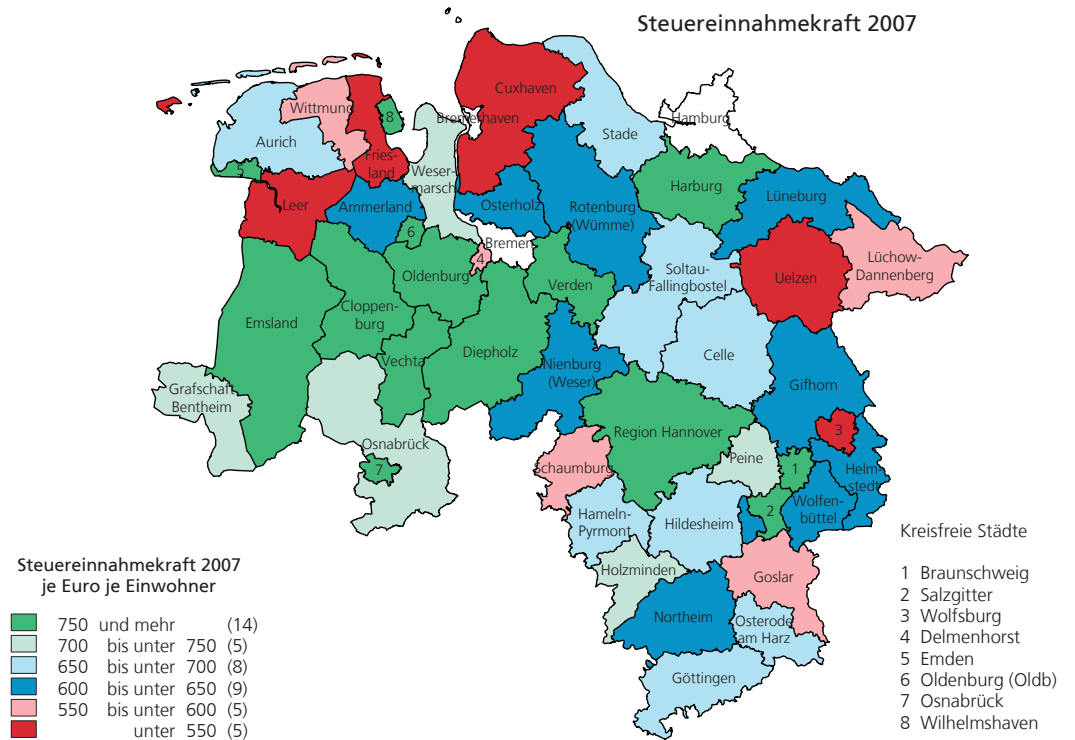 Steuereinnahmekraft 2007
Cuxhaven
Hamburg
Wittmund
8
Bremerhaven
Stade
Aurich
Fries-
land
Weser-
marsch
5
Harburg
Leer
Ammerland
Osterholz
Rotenburg
(Wümme)
Lüneburg
6
Bremen
4
Lüchow-
Dannenberg
Oldenburg
Soltau-
Fallingbostel
Uelzen
Verden
Cloppen-
burg
Emsland
Vechta
Diepholz
Celle
Nienburg
(Weser)
Gifhorn
Grafschaft
Bentheim
Osnabrück
7
Region Hannover
3
Peine
1
Schaumburg
Helm-
stedt
Wolfen-
büttel
2
Hameln-
Pyrmont
Hildesheim
Holzminden
Goslar
Northeim
Osterode
am Harz
Göttingen
Steuereinnahmekraft 2007
je Euro je Einwohner
750 und mehr (14)
700 bis unter 750 (5)
650 bis unter 700 (8)
600 bis unter 650 (9)
550 bis unter 600 (5)
unter 550 (5)
Kreisfreie Städte
1 Braunschweig
2 Salzgitter
3 Wolfsburg
4 Delmenhorst
5 Emden
6 Oldenburg (Oldb)
7 Osnabrück
8 Wilhelmshaven